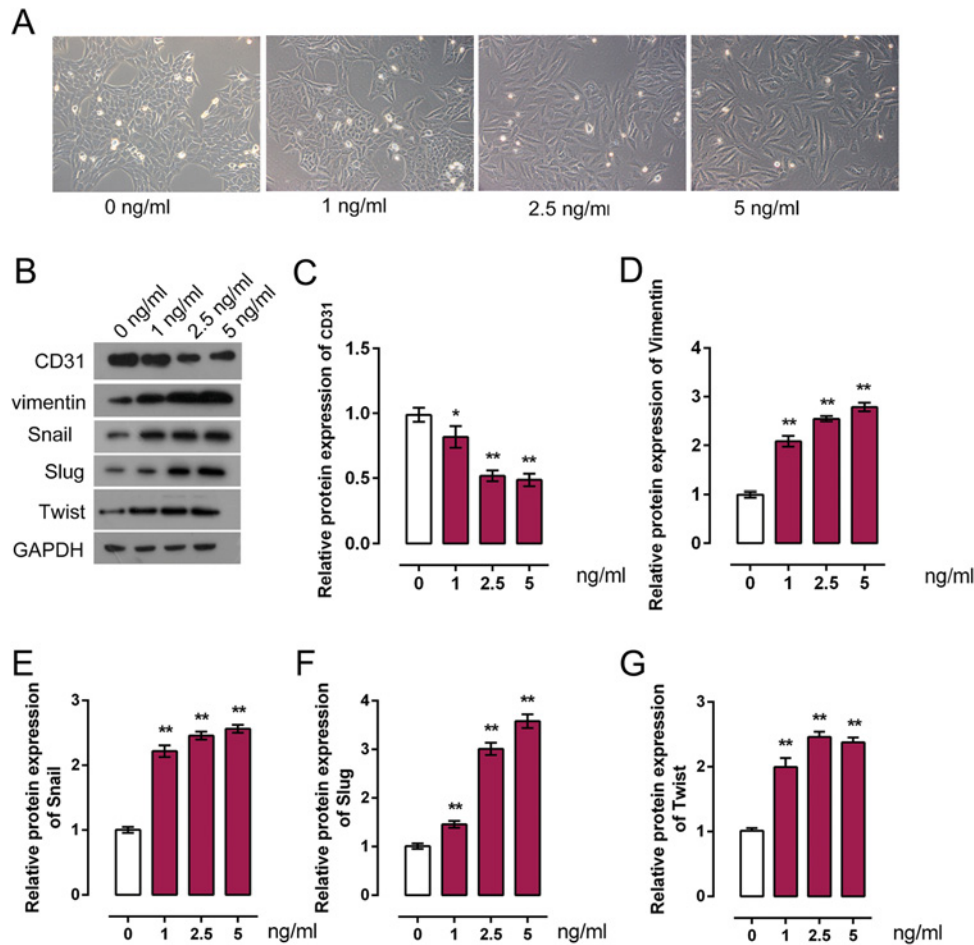 A
0 ng/ml
1 ng/ml
2.5 ng/ml
5 ng/ml
B
0 ng/ml
1 ng/ml
2.5 ng/ml
5 ng/ml
CD31
vimentin
Snail
Slug
Twist
GAPDH
C
Relative protein expression of CD31
1.5
1.0
0.5
0.0
*
**
**
0
1
2.5
5
ng/ml
D
Relative protein expression of Vimentin
4
3
2
1
0
**
**
**
0
1
2.5
5
ng/ml
E
Relative protein expression
of Snail
3
2
1
0
**
**
**
0
1
2.5
5
ng/ml
F
Relative protein expression
of Slug
4
3
2
1
0
**
**
**
0
1
2.5
5
ng/ml
G
Relative protein expression
of Twist
3
2
1
0
**
**
**
0
1
2.5
5
ng/ml